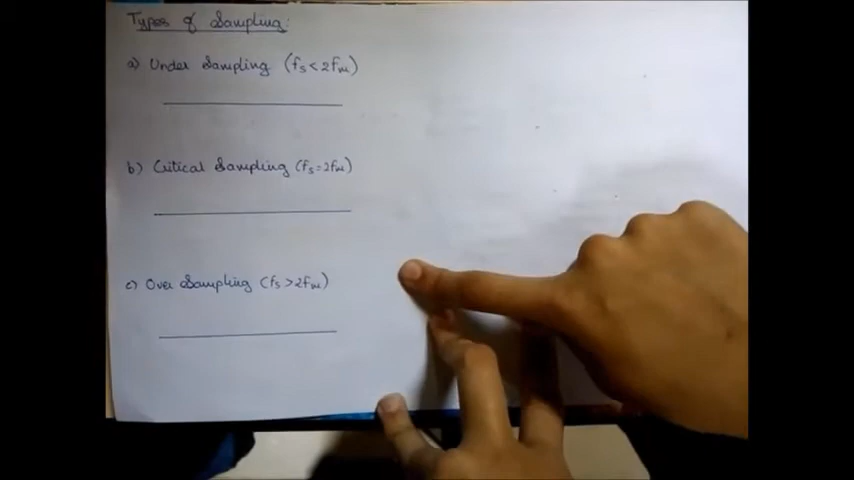 Types of Sampling:
a) Under Sampling (fs < 2fm)
b) Critical Sampling (fs = 2fm)
c) Over Sampling (fs > 2fm)